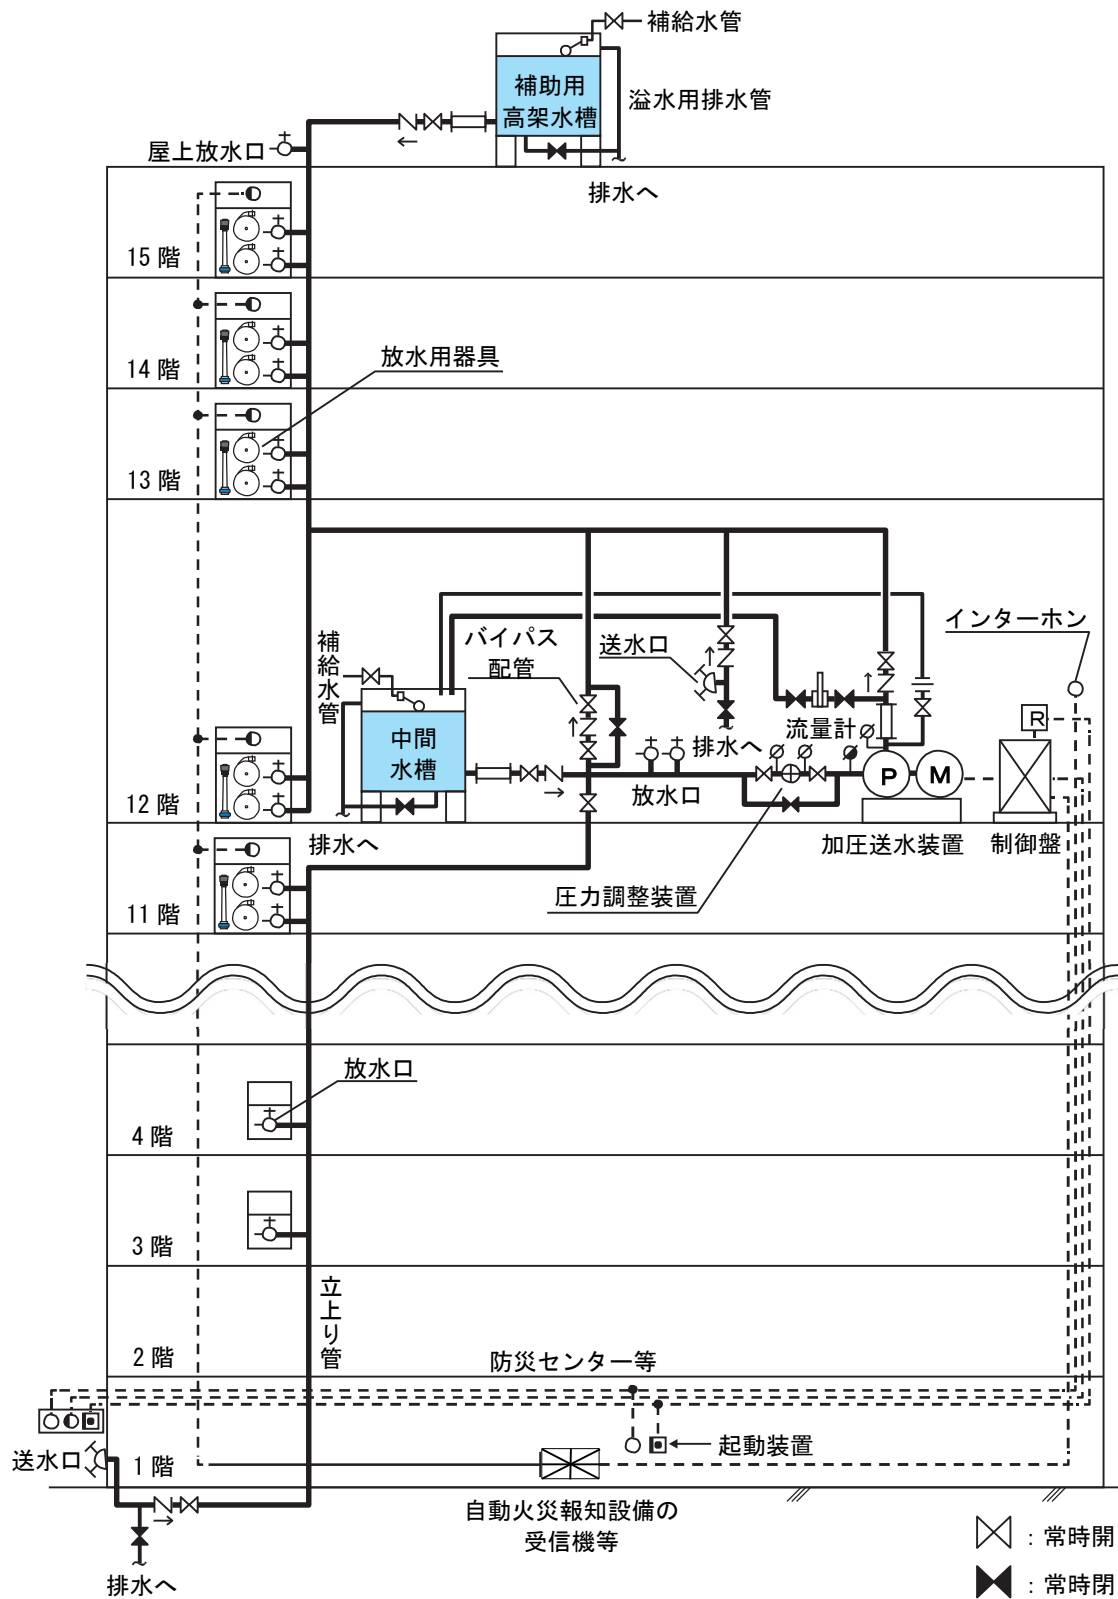 補給水管
補助用
高架水槽
溢水用排水管
屋上放水口
排水へ
15 階
14 階
放水用器具
13 階
インターホン
補給水管
バイパス
配管
送水口
中間
水槽
流量計
排水へ
R
P
M
放水口
12 階
排水へ
加圧送水装置
制御盤
圧力調整装置
11 階
放水口
4 階
3 階
立上り管
2 階
防災センター等
送水口
1 階
起動装置
自動火災報知設備の
受信機等
排水へ
：常時開
：常時閉